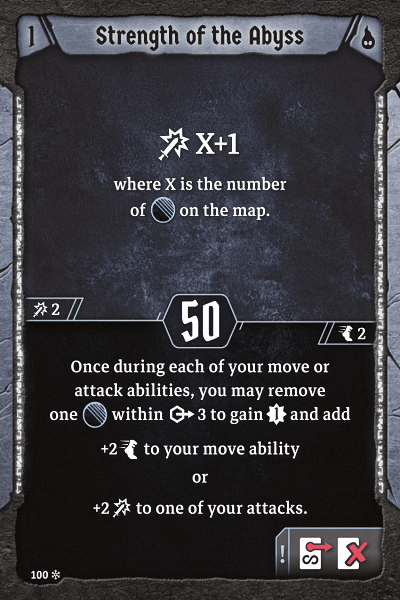 1
Strength of the Abyss
X+1
where X is the number
of on the map.
2
50
2
Once during each of your move or
attack abilities, you may remove
one within 3 to gain and add
+2 to your move ability
or
+2 to one of your attacks.
!
100